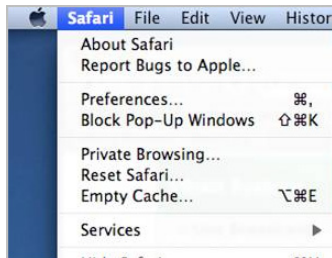 Safari File Edit View Histor
About Safari
Report Bugs to Apple...
Preferences... ⌘,
Block Pop-Up Windows ⇧⌘K
Private Browsing...
Reset Safari...
Empty Cache... ⌥⌘E
Services ▶